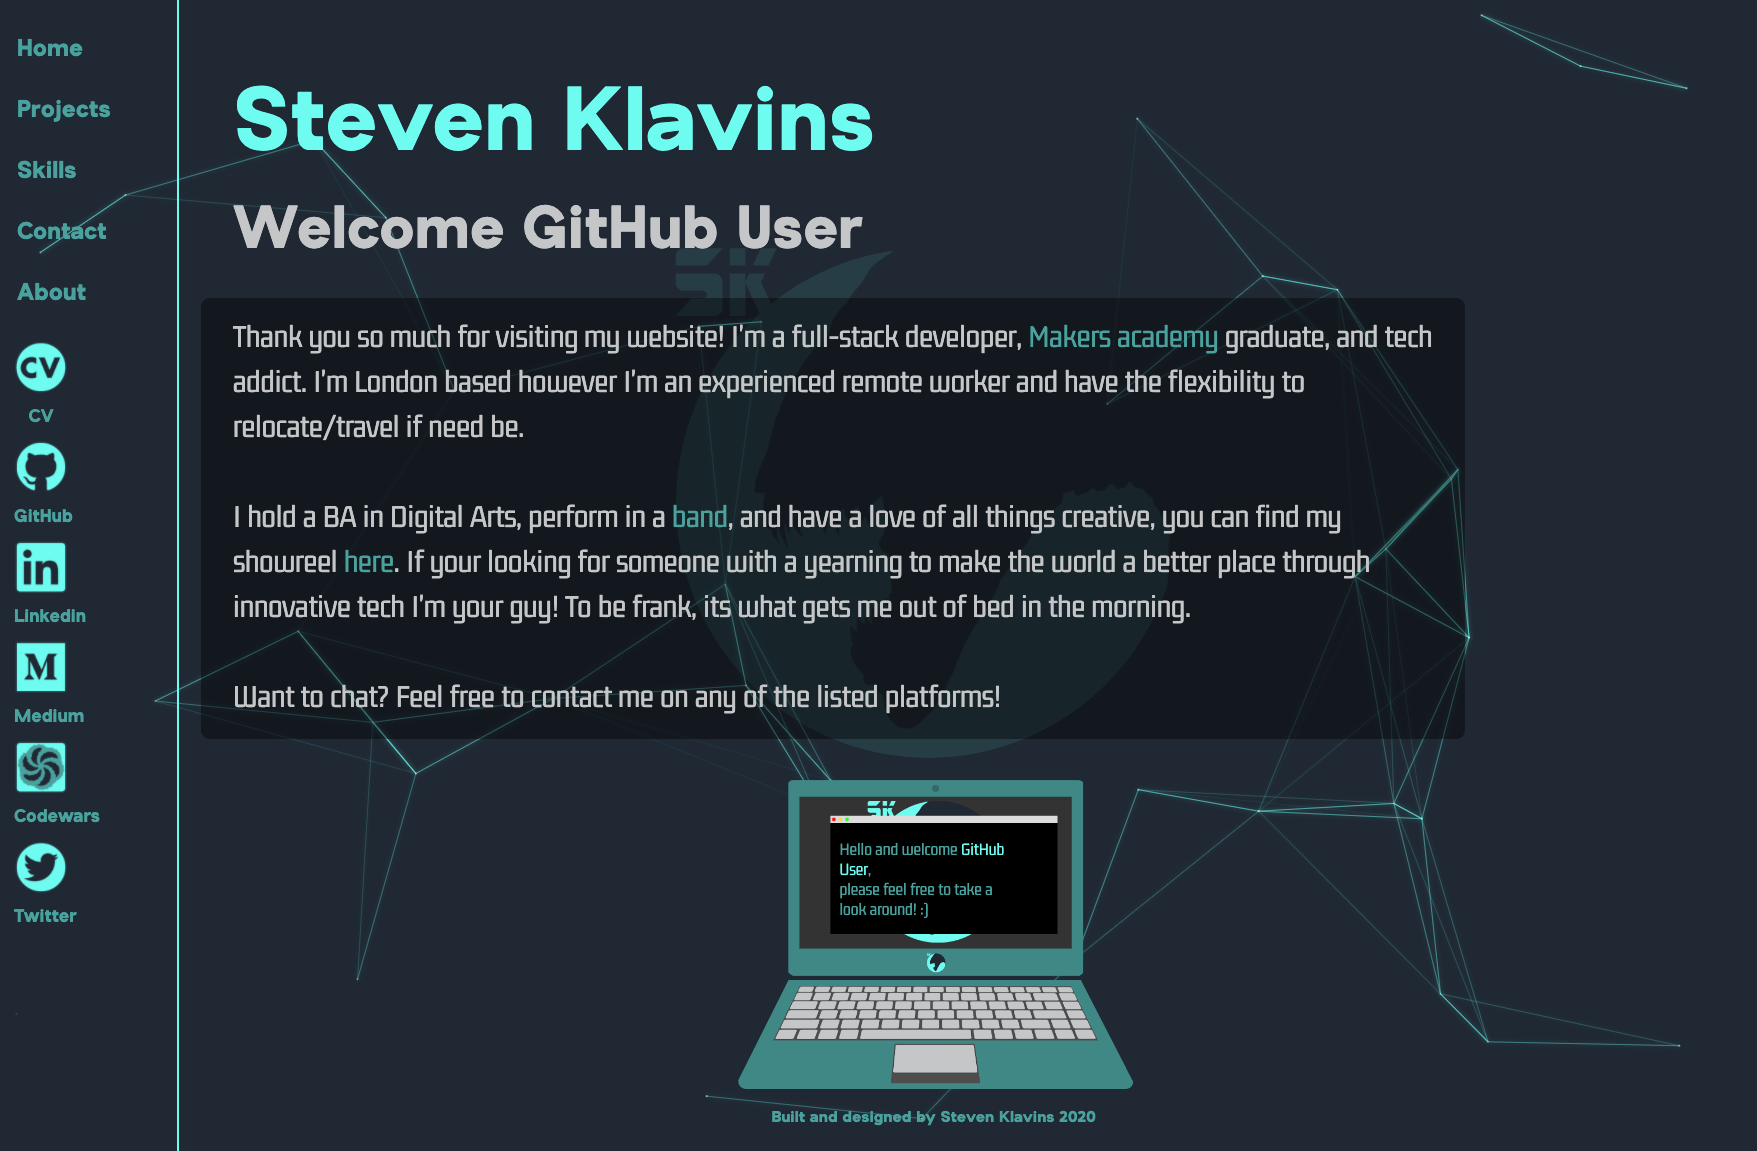 Home
Projects
Skills
Contact
About
CV
CV
GitHub
in
Linkedin
M
Medium
Codewars
Twitter
Steven Klavins
Welcome GitHub User
SK
Thank you so much for visiting my website! I'm a full-stack developer, Makers academy graduate, and tech
addict. I'm London based however I'm an experienced remote worker and have the flexibility to
relocate/travel if need be.
I hold a BA in Digital Arts, perform in a band, and have a love of all things creative, you can find my
showreel here. If your looking for someone with a yearning to make the world a better place through
innovative tech I'm your guy! To be frank, its what gets me out of bed in the morning.
Want to chat? Feel free to contact me on any of the listed platforms!
SK
Hello and welcome GitHub
User,
please feel free to take a
look around! :)
Built and designed by Steven Klavins 2020